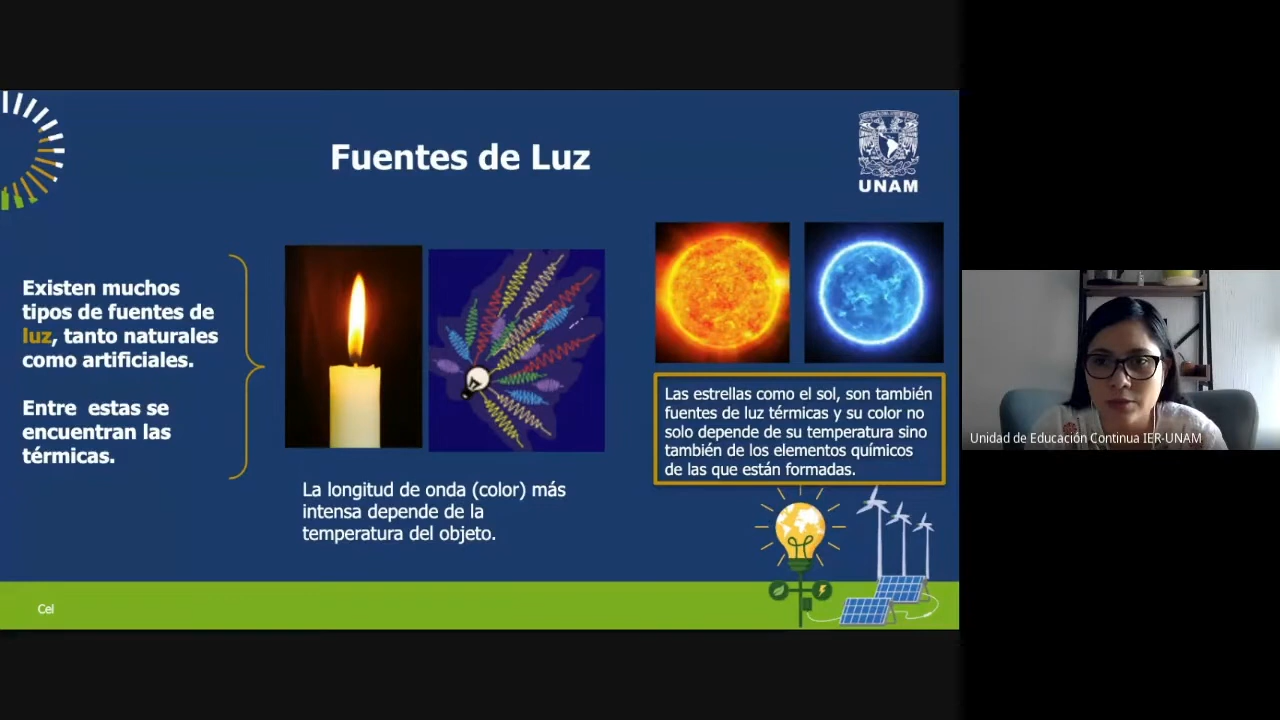 Fuentes de Luz
UNAM
Existen muchos
tipos de fuentes de
luz, tanto naturales
como artificiales.
Entre estas se
encuentran las
térmicas.
La longitud de onda (color) más
intensa depende de la
temperatura del objeto.
Las estrellas como el sol, son también
fuentes de luz térmicas y su color no
solo depende de su temperatura sino
también de los elementos químicos
de las que están formadas.
Cel
Unidad de Educación Continua IER-UNAM